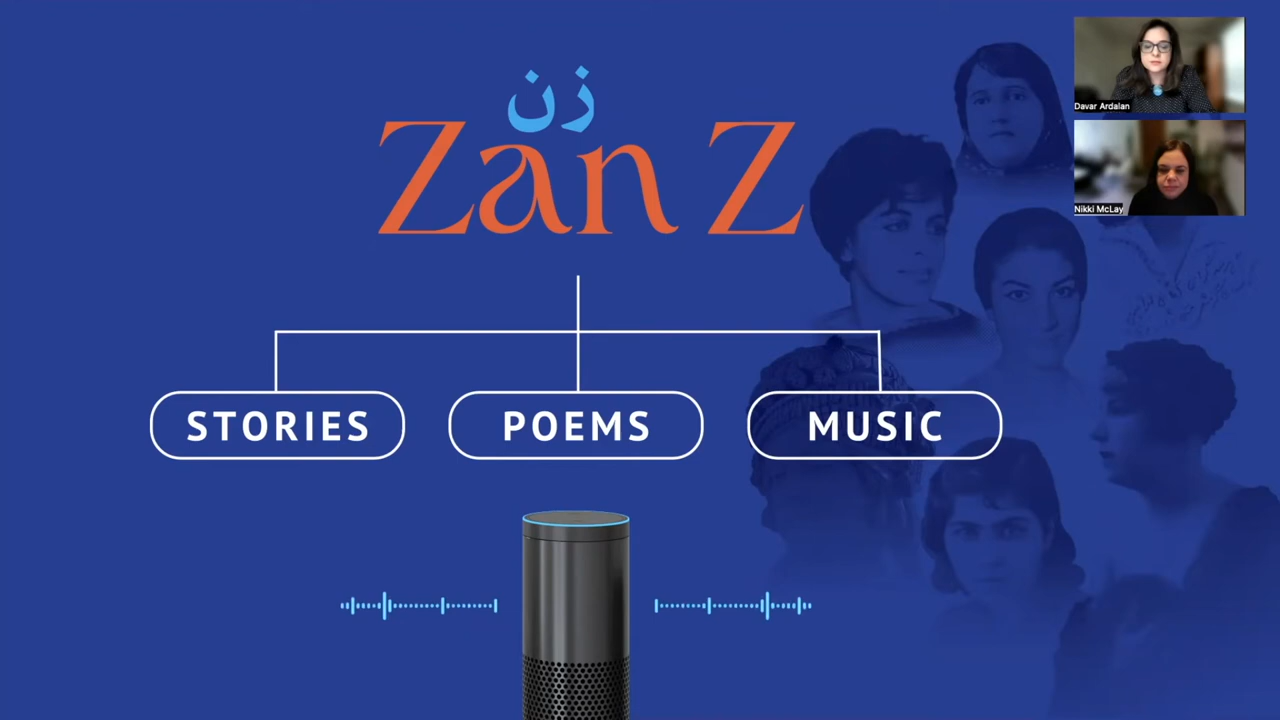 زن
Zan Z
STORIES
POEMS
MUSIC
Davar Ardalan
Nikki McLay